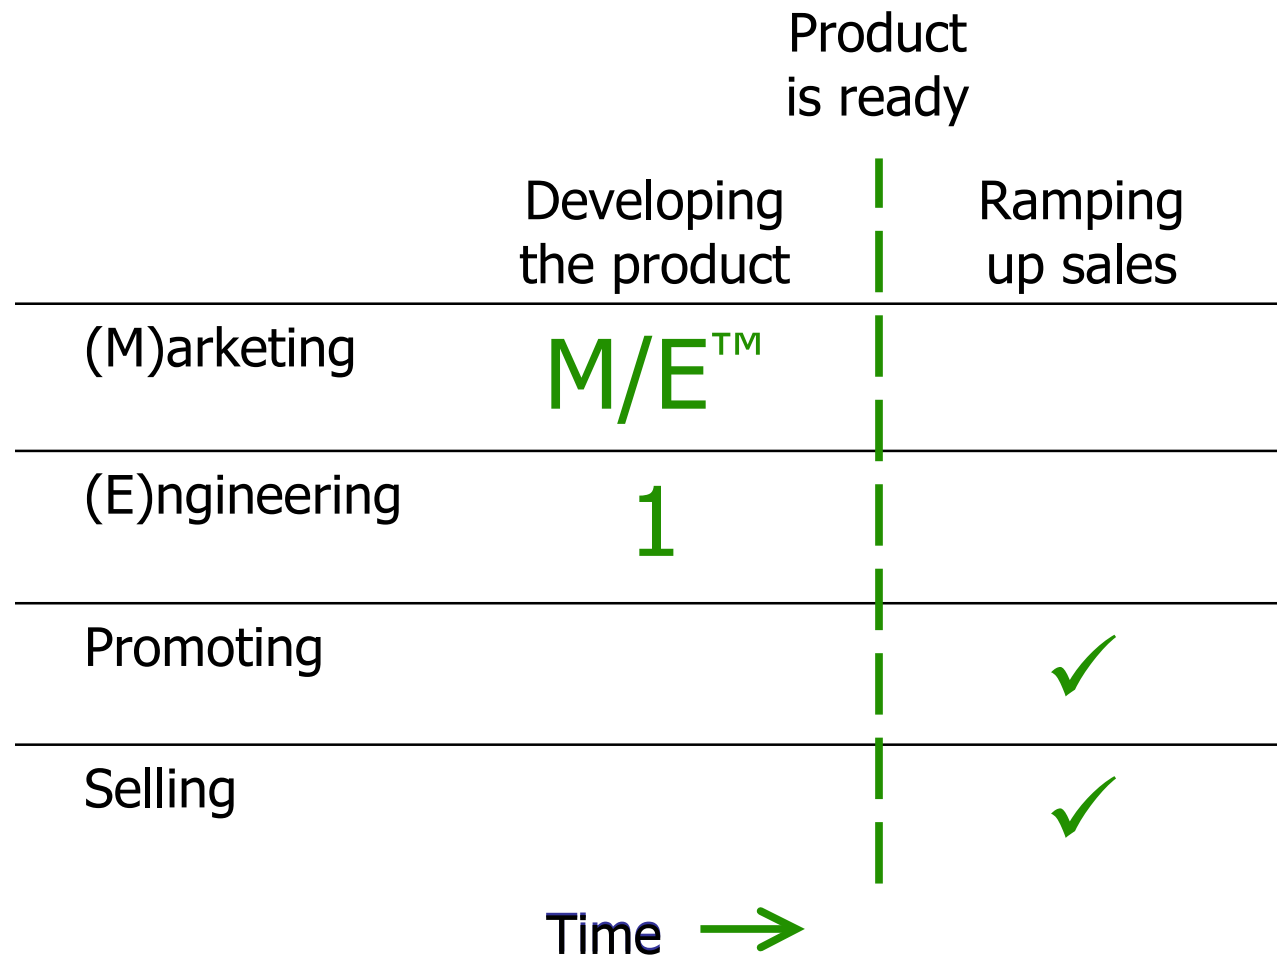 Product
is ready
Developing
the product
Ramping
up sales
(M)arketing
M/E™
(E)ngineering
1
Promoting
✓
Selling
✓
Time